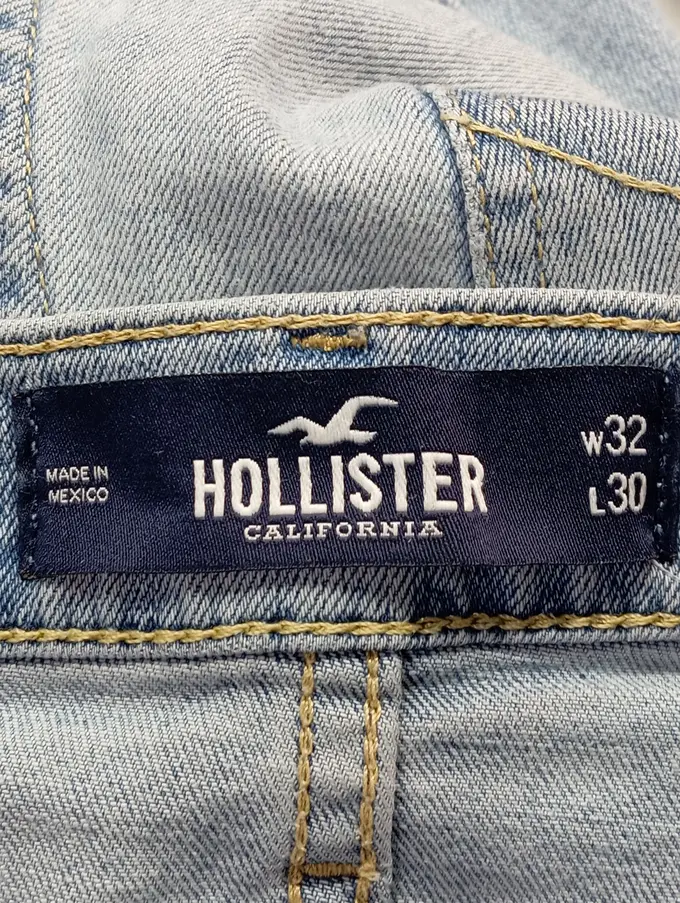 MADE IN
MEXICO
HOLLISTER
CALIFORNIA
W32
L30